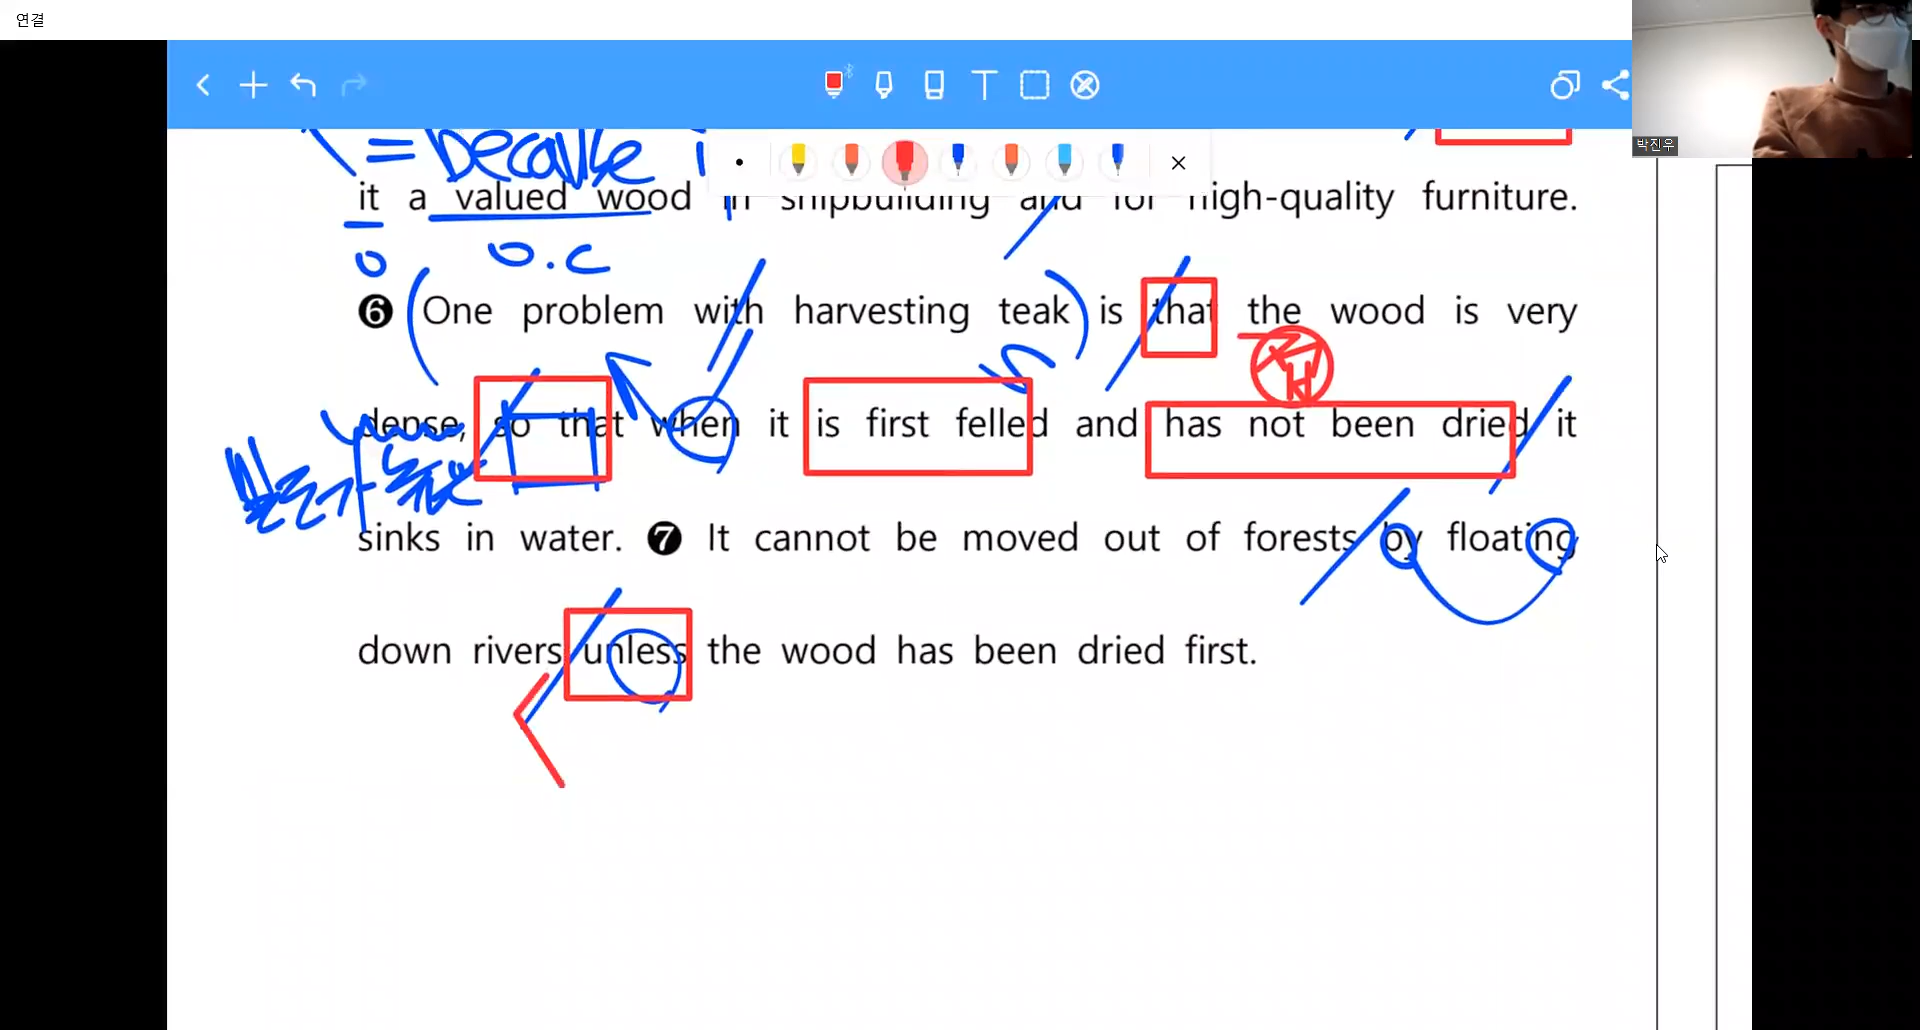 연결
박진우
= Because
it a valued wood in shipbuilding and for high-quality furniture.
O O.C
❻ One problem with harvesting teak is that the wood is very
dense, so that when it is first felled and has not been dried it
sinks in water. ❼ It cannot be moved out of forests by floating
down rivers unless the wood has been dried first.